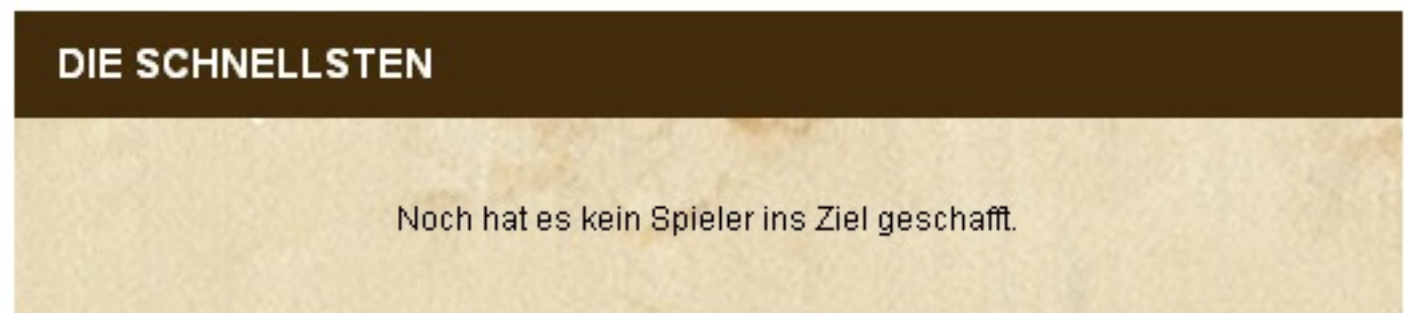 DIE SCHNELLSTEN
Noch hat es kein Spieler ins Ziel geschafft.